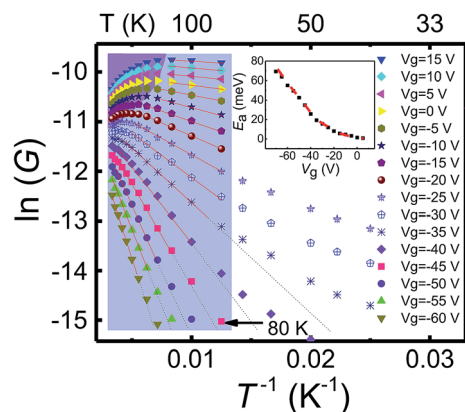 T (K) 100 50 33
-10
-11
-12
-13
-14
-15
ln (G)
0.01 0.02 0.03
T⁻¹ (K⁻¹)
80
60
40
20
0
Eₐ (meV)
-60 -40 -20 0
V_g (V)
80 K
Vg=15 V
Vg=10 V
Vg=5 V
Vg=0 V
Vg=-5 V
Vg=-10 V
Vg=-15 V
Vg=-20 V
Vg=-25 V
Vg=-30 V
Vg=-35 V
Vg=-40 V
Vg=-45 V
Vg=-50 V
Vg=-55 V
Vg=-60 V